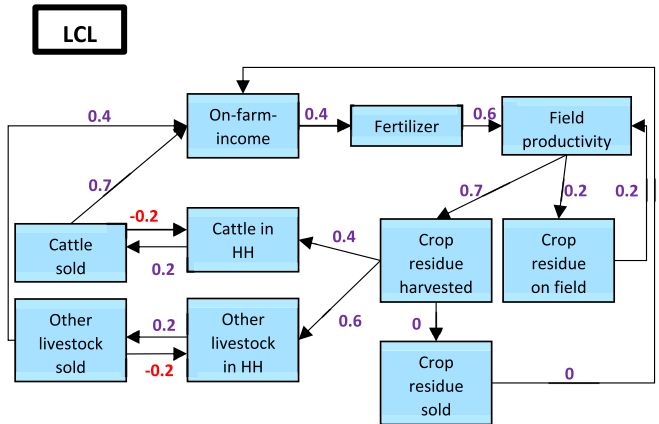 LCL
0.4
On-farm-
income
0.4
Fertilizer
0.6
Field
productivity
0.7
0.7
0.2
0.2
-0.2
Cattle
sold
0.2
Cattle in
HH
0.4
Crop
residue
harvested
Crop
residue
on field
Other
livestock
sold
0.2
-0.2
Other
livestock
in HH
0.6
0
Crop
residue
sold
0